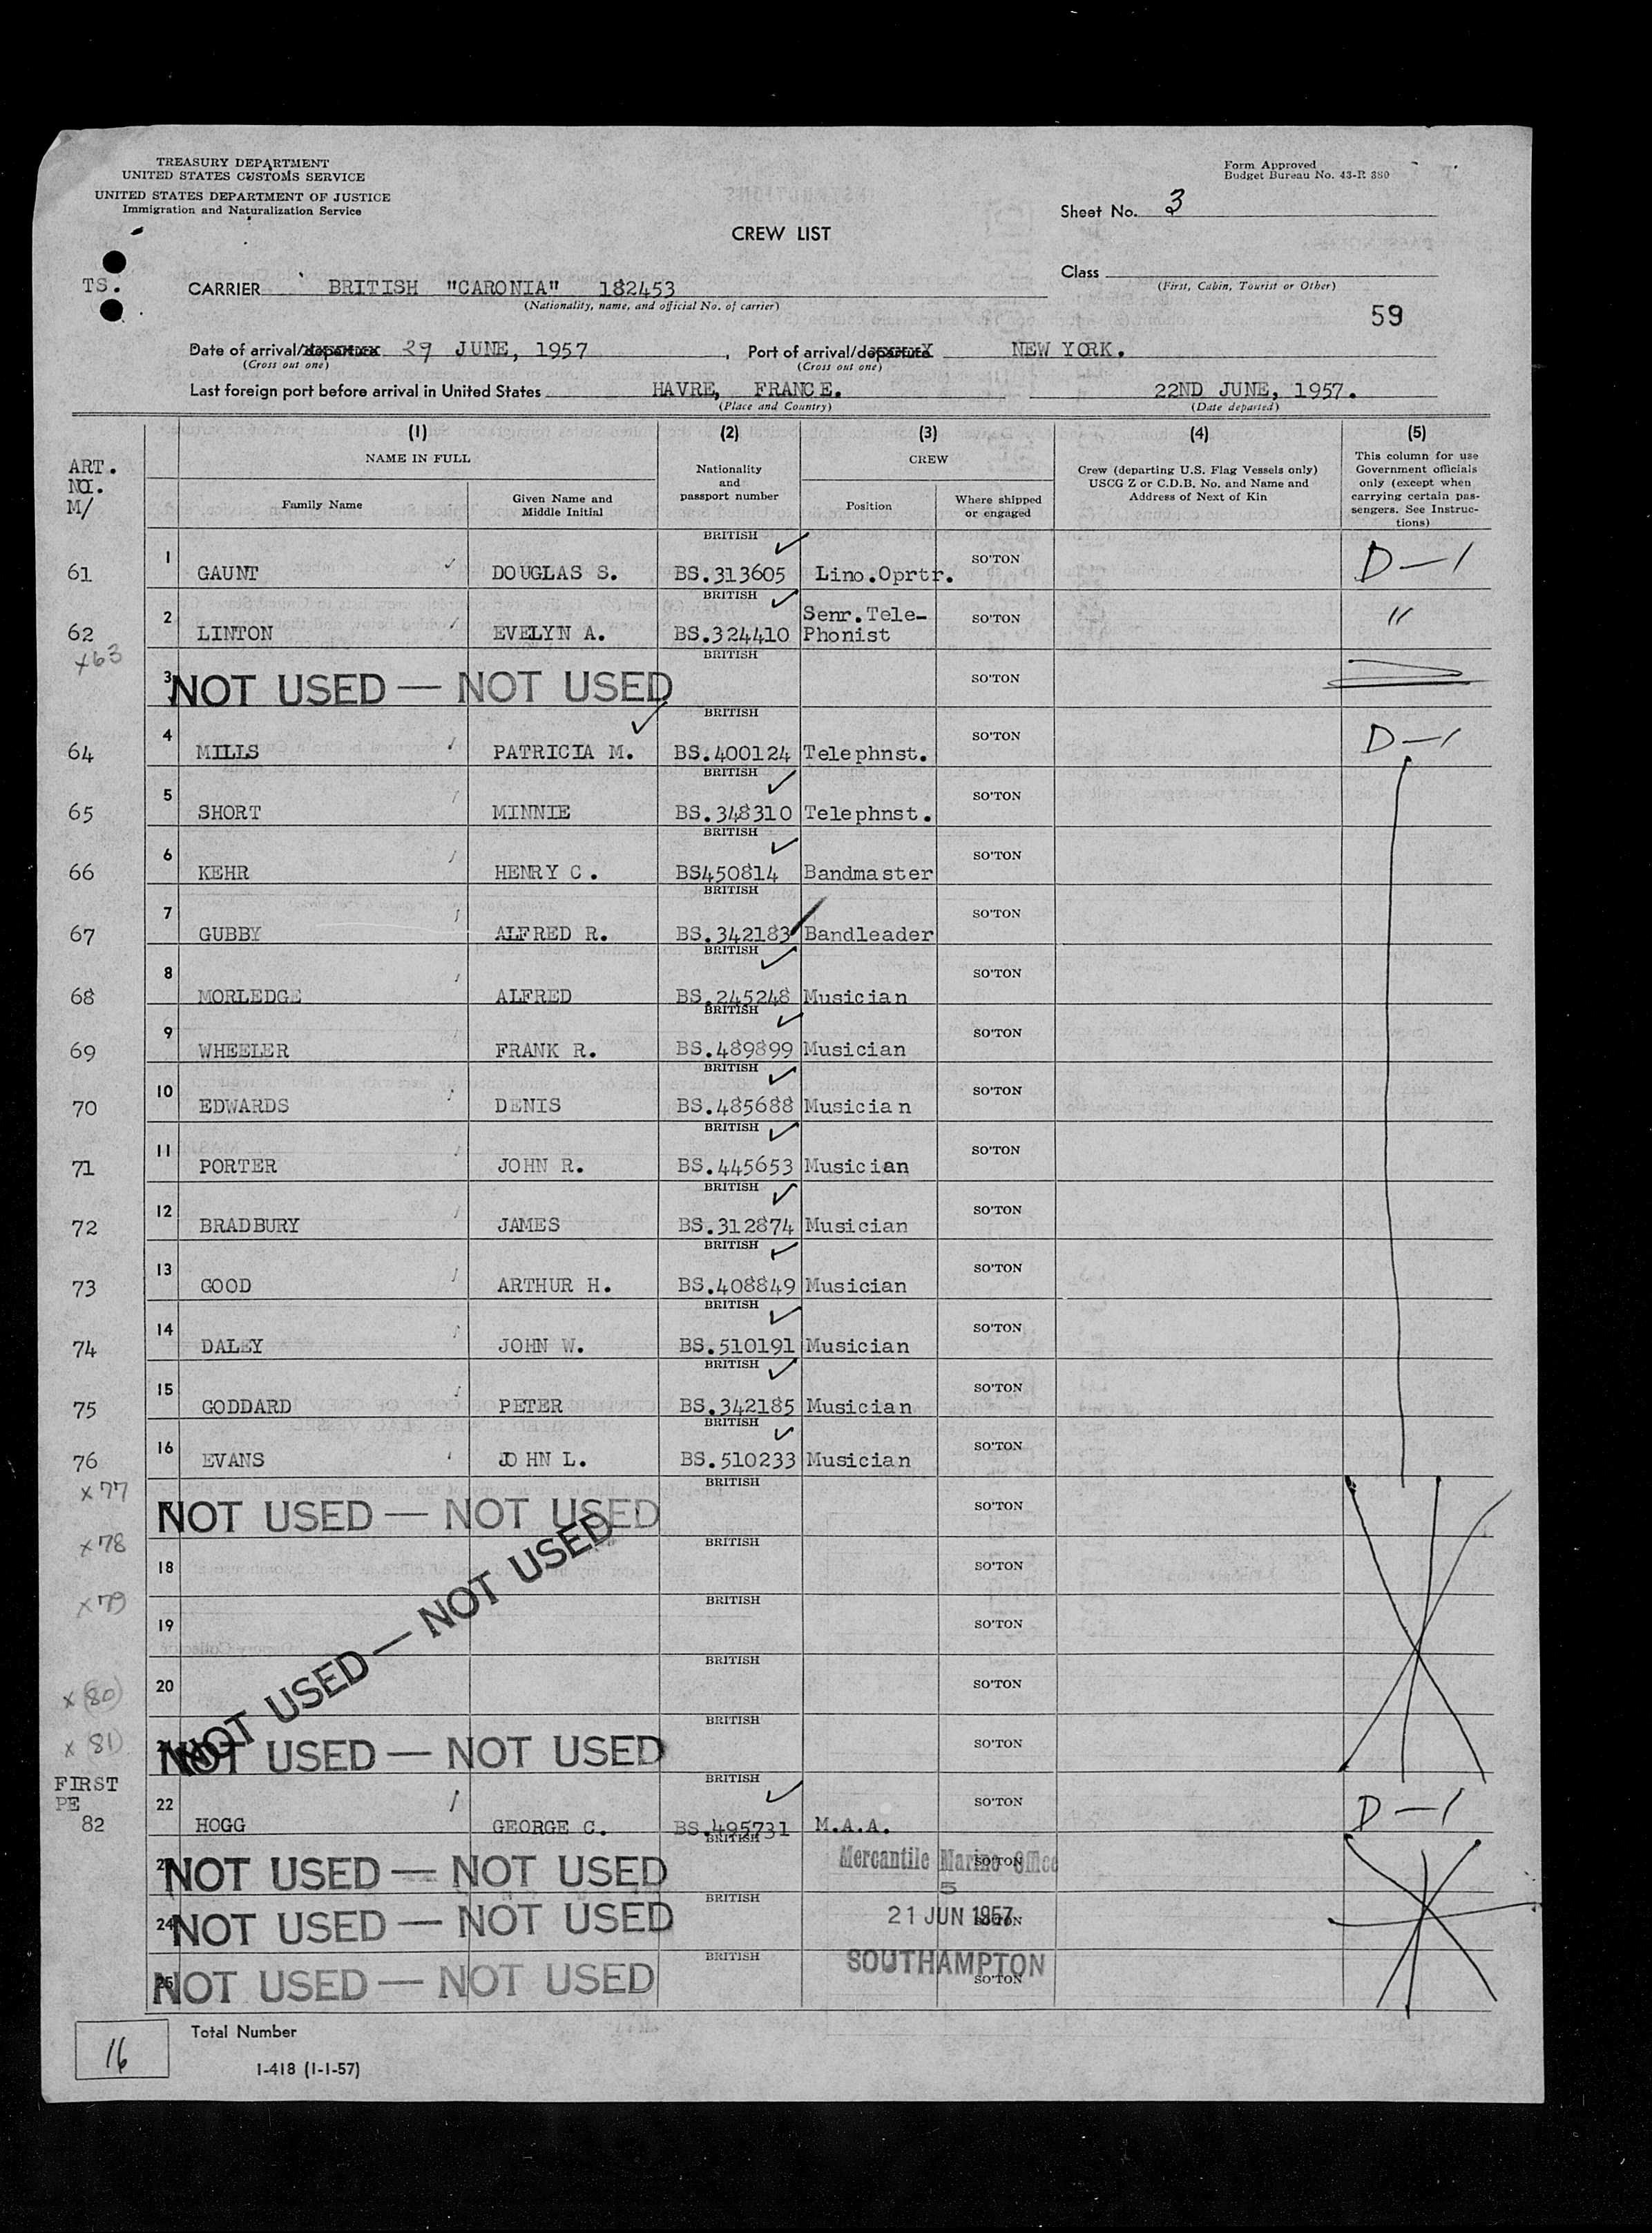 TREASURY DEPARTMENT
UNITED STATES CUSTOMS SERVICE
UNITED STATES DEPARTMENT OF JUSTICE
Immigration and Naturalization Service
Form Approved
Budget Bureau No. 43-R 380
Sheet No. 3
CREW LIST
Class
(First, Cabin, Tourist or Other)
TS.
CARRIER BRITISH "CARONIA" 182453
(Nationality, name, and official No. of carrier)
59
Date of arrival/departure 29 JUNE, 1957, Port of arrival/departure NEW YORK.
(Cross out one) (Cross out one)
Last foreign port before arrival in United States HAVRE, FRANCE. 22ND JUNE, 1957.
(Place and Country) (Date departed)
ART. NO. M/
(1) (2) (3) (4) (5)
NAME IN FULL
Family Name
Given Name and Middle Initial
Nationality and passport number
CREW
Position
Where shipped or engaged
Crew (departing U.S. Flag Vessels only) USCG Z or C.D.B. No. and Name and Address of Next of Kin
This column for use Government officials only (except when carrying certain passengers. See Instructions)
61 1 GAUNT DOUGLAS S. BRITISH BS.313605 Lino.Oprtr. SO'TON D-1
62 2 LINTON EVELYN A. BRITISH BS.324410 Senr.Tele-Phonist SO'TON "
x63 3 NOT USED — NOT USED BRITISH SO'TON
64 4 MILLS PATRICIA M. BRITISH BS.400124 Telephnst. SO'TON D-1
65 5 SHORT MINNIE BRITISH BS.348310 Telephnst. SO'TON
66 6 KEHR HENRY C. BRITISH BS450814 Bandmaster SO'TON
67 7 GUBBY ALFRED R. BRITISH BS.342183 Bandleader SO'TON
68 8 MORLEDGE ALFRED BRITISH BS.245248 Musician SO'TON
69 9 WHEELER FRANK R. BRITISH BS.489899 Musician SO'TON
70 10 EDWARDS DENIS BRITISH BS.485688 Musician SO'TON
71 11 PORTER JOHN R. BRITISH BS.445653 Musician SO'TON
72 12 BRADBURY JAMES BRITISH BS.312874 Musician SO'TON
73 13 GOOD ARTHUR H. BRITISH BS.408849 Musician SO'TON
74 14 DALEY JOHN W. BRITISH BS.510191 Musician SO'TON
75 15 GODDARD PETER BRITISH BS.342185 Musician SO'TON
76 16 EVANS JOHN L. BRITISH BS.510233 Musician SO'TON
x77 NOT USED — NOT USED BRITISH SO'TON
x78 18 BRITISH SO'TON
NOT USED — NOT USED
x79 19 BRITISH SO'TON
x 80 20 BRITISH SO'TON
x 81 NOT USED — NOT USED BRITISH SO'TON
FIRST
PE
82 22 HOGG GEORGE C. BRITISH BS.495731 M.A.A. SO'TON D-1
NOT USED — NOT USED BRITISH SO'TON
Mercantile Marine Office
5
24 NOT USED — NOT USED BRITISH SO'TON
21 JUN 1957
25 NOT USED — NOT USED BRITISH SO'TON
SOUTHAMPTON
16 Total Number
I-418 (1-1-57)